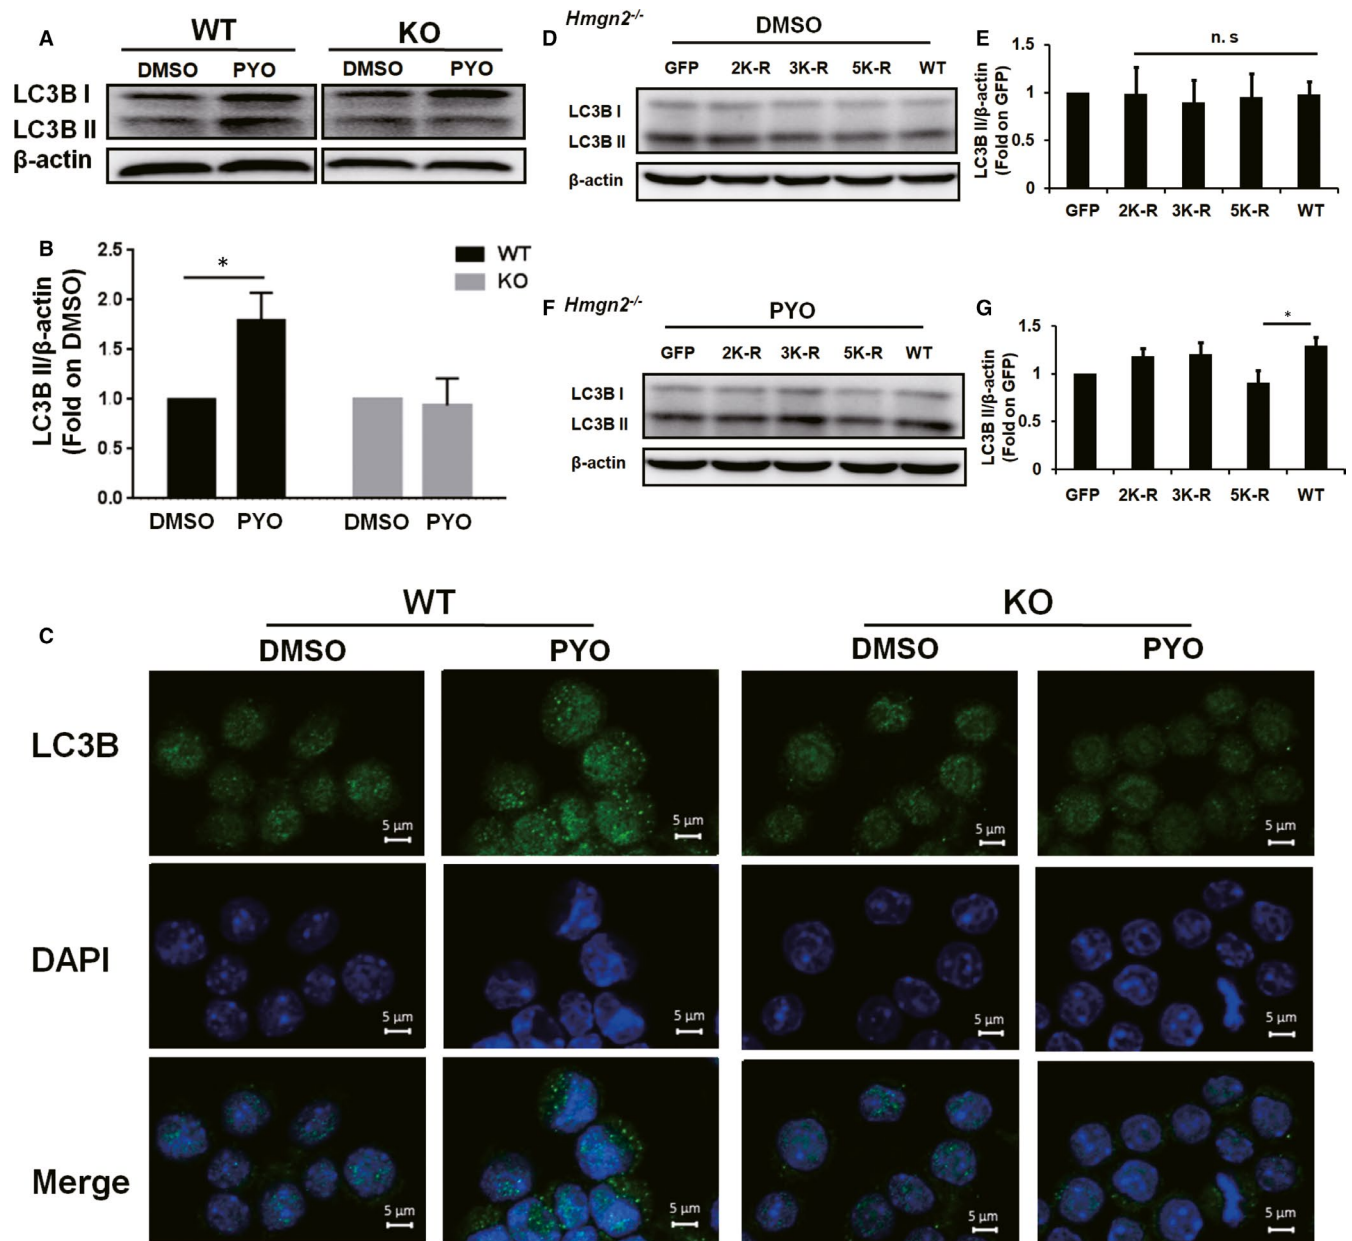 A
WT
KO
DMSO PYO DMSO PYO
LC3B I
LC3B II
β-actin
B
LC3B II/β-actin
(Fold on DMSO)
2.5
2.0
1.5
1.0
0.5
0.0
*
WT
KO
DMSO PYO DMSO PYO
D
Hmgn2-/-
DMSO
GFP 2K-R 3K-R 5K-R WT
LC3B I
LC3B II
β-actin
E
LC3B II/β-actin
(Fold on GFP)
1.5
1
0.5
0
n. s
GFP 2K-R 3K-R 5K-R WT
F
Hmgn2-/-
PYO
GFP 2K-R 3K-R 5K-R WT
LC3B I
LC3B II
β-actin
G
LC3B II/β-actin
(Fold on GFP)
1.5
1
0.5
0
*
GFP 2K-R 3K-R 5K-R WT
C
WT
KO
DMSO PYO DMSO PYO
LC3B
5 μm
5 μm
5 μm
5 μm
DAPI
5 μm
5 μm
5 μm
5 μm
Merge
5 μm
5 μm
5 μm
5 μm